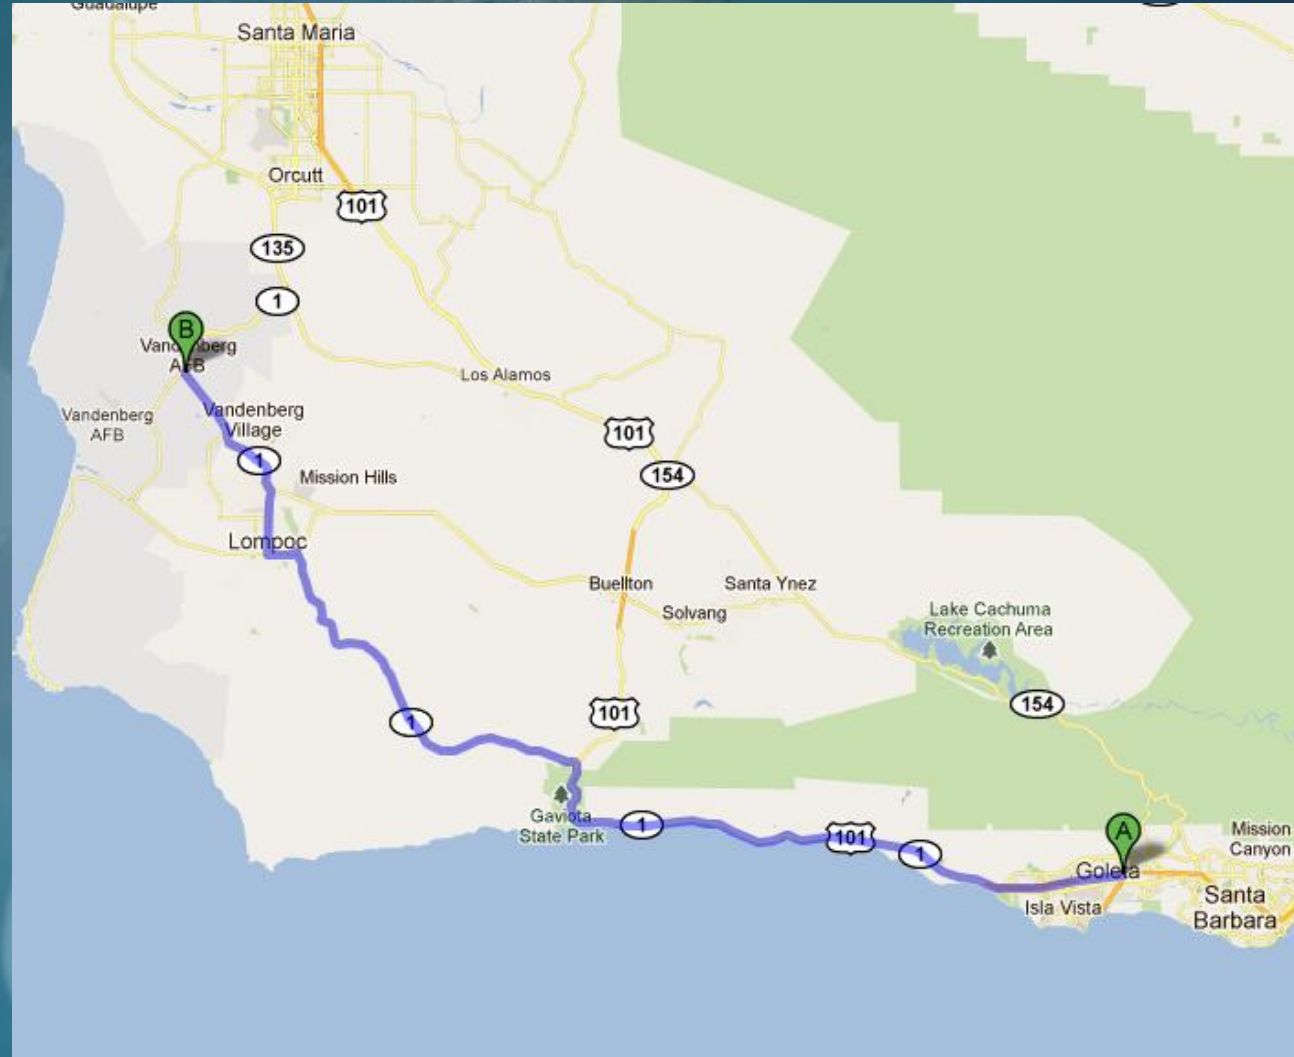 Guadalupe
Santa Maria
Orcutt
101
135
1
B
Vandenberg
AFB
Los Alamos
Vandenberg
AFB
Vandenberg
Village
101
1
154
Mission Hills
Lompoc
Buellton
Santa Ynez
Solvang
Lake Cachuma
Recreation Area
154
101
1
Gaviota
State Park
1
101
1
A
Mission
Canyon
Goleta
Isla Vista
Santa
Barbara